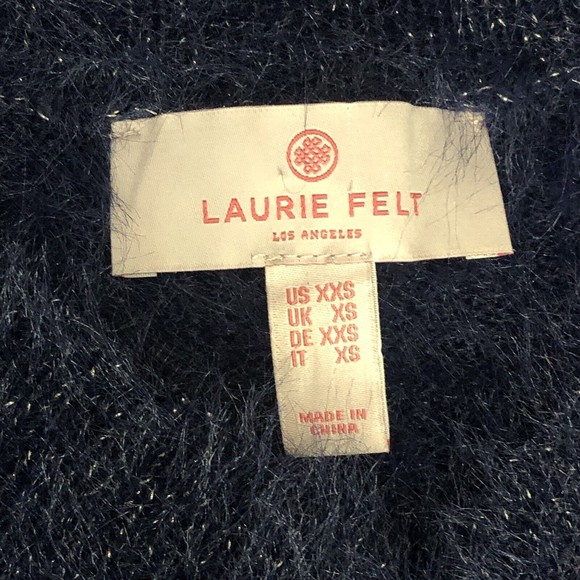 LAURIE FELT
LOS ANGELES
US XXS
UK XS
DE XXS
IT XS
MADE IN
CHINA